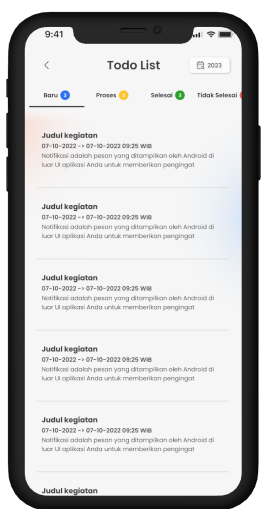 9:41
Todo List
2023
Baru 3 Proses Selesai 3 Tidak Selesai
Judul kegiatan
07-10-2022 -> 07-10-2022 09:25 WIB
Notifikasi adalah pesan yang ditampilkan oleh Android di
luar UI aplikasi Anda untuk memberikan pengingat
Judul kegiatan
07-10-2022 -> 07-10-2022 09:25 WIB
Notifikasi adalah pesan yang ditampilkan oleh Android di
luar UI aplikasi Anda untuk memberikan pengingat
Judul kegiatan
07-10-2022 -> 07-10-2022 09:25 WIB
Notifikasi adalah pesan yang ditampilkan oleh Android di
luar UI aplikasi Anda untuk memberikan pengingat
Judul kegiatan
07-10-2022 -> 07-10-2022 09:25 WIB
Notifikasi adalah pesan yang ditampilkan oleh Android di
luar UI aplikasi Anda untuk memberikan pengingat
Judul kegiatan
07-10-2022 -> 07-10-2022 09:25 WIB
Notifikasi adalah pesan yang ditampilkan oleh Android di
luar UI aplikasi Anda untuk memberikan pengingat
Judul kegiatan